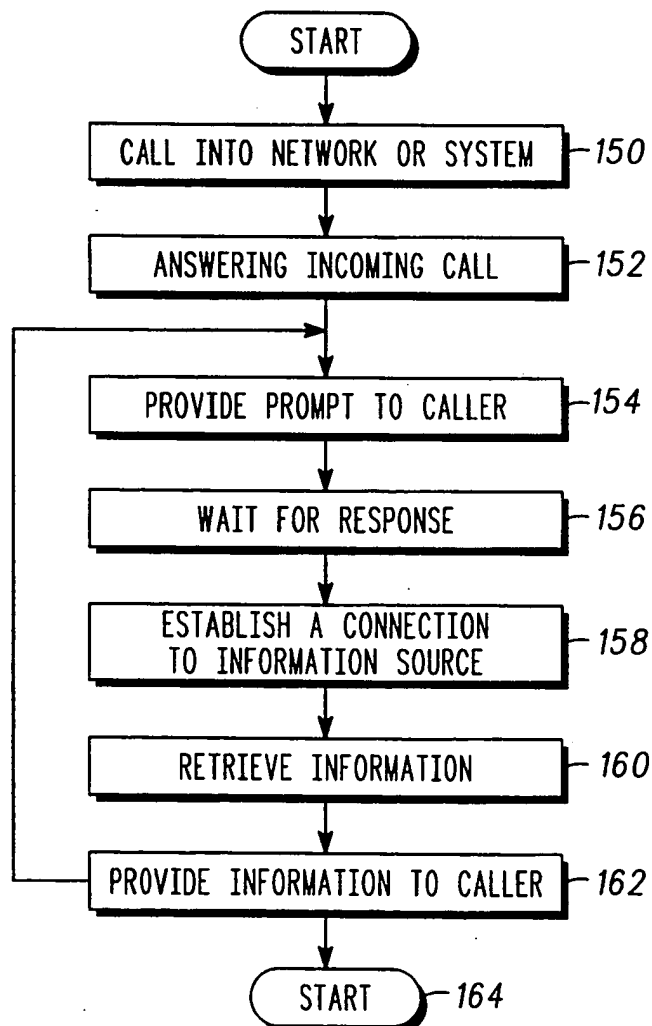 START
CALL INTO NETWORK OR SYSTEM 150
ANSWERING INCOMING CALL 152
PROVIDE PROMPT TO CALLER 154
WAIT FOR RESPONSE 156
ESTABLISH A CONNECTION
TO INFORMATION SOURCE 158
RETRIEVE INFORMATION 160
PROVIDE INFORMATION TO CALLER 162
START 164